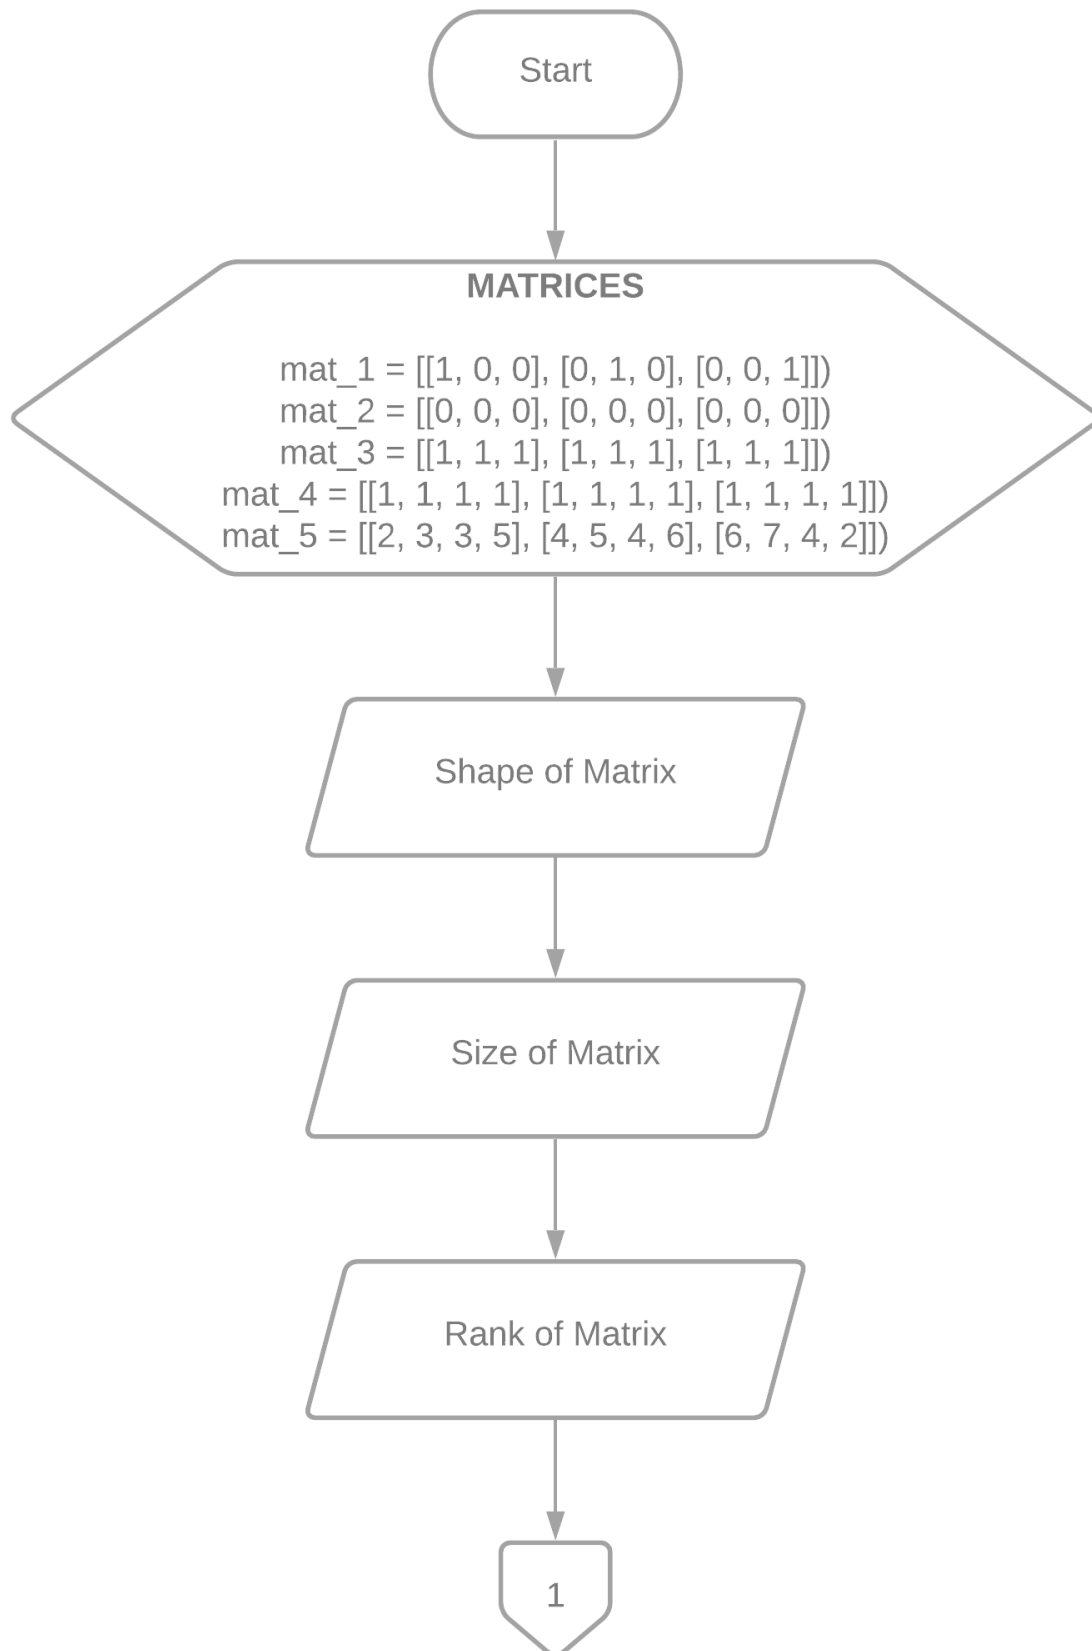 Start
MATRICES
mat_1 = [[1, 0, 0], [0, 1, 0], [0, 0, 1]])
mat_2 = [[0, 0, 0], [0, 0, 0], [0, 0, 0]])
mat_3 = [[1, 1, 1], [1, 1, 1], [1, 1, 1]])
mat_4 = [[1, 1, 1, 1], [1, 1, 1, 1], [1, 1, 1, 1]])
mat_5 = [[2, 3, 3, 5], [4, 5, 4, 6], [6, 7, 4, 2]])
Shape of Matrix
Size of Matrix
Rank of Matrix
1